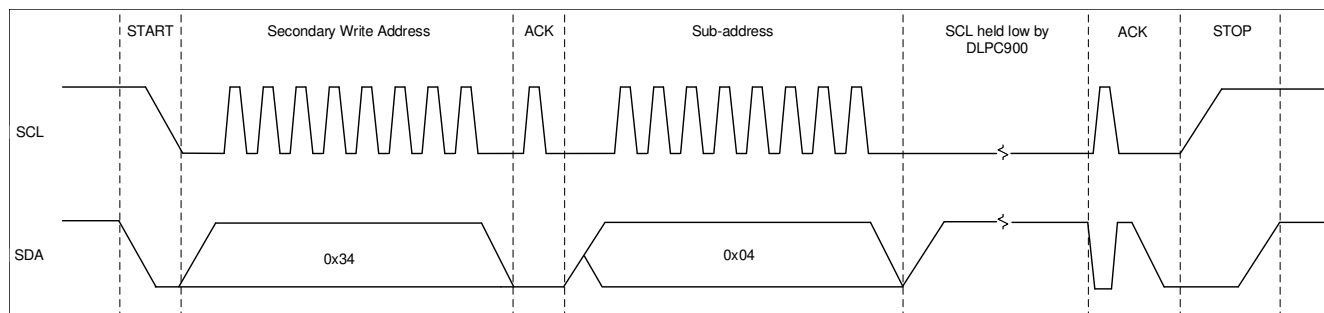 START
Secondary Write Address
ACK
Sub-address
SCL held low by
DLPC900
ACK
STOP
SCL
SDA
0x34
0x04